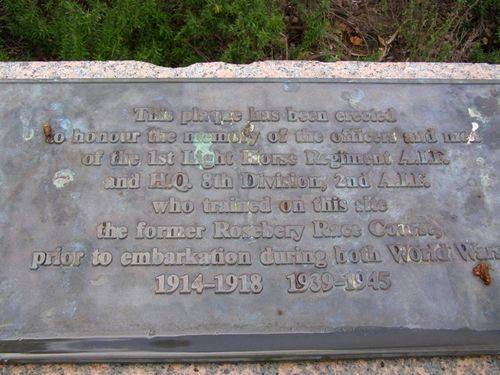 This plaque has been erected
to honour the memory of the officers and men
of the 1st Light Horse Regiment A.I.F.
and H.Q. 8th Division, 2nd A.I.F.
who trained on this site
the former Rosebery Race Course,
prior to embarkation during both World Wars
1914-1918 1939-1945